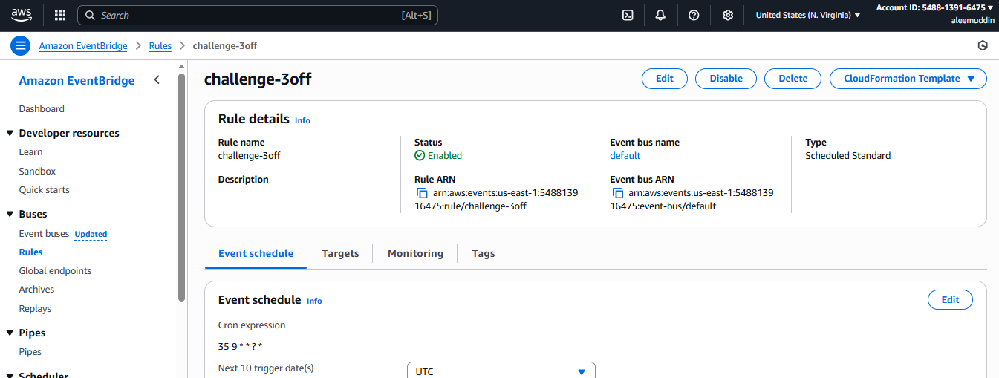 aws
Search [Alt+S]
United States (N. Virginia)
Account ID: 5488-1391-6475
aleemuddin
Amazon EventBridge > Rules > challenge-3off
Amazon EventBridge
Dashboard
Developer resources
Learn
Sandbox
Quick starts
Buses
Event buses Updated
Rules
Global endpoints
Archives
Replays
Pipes
Pipes
Scheduler
challenge-3off
Edit
Disable
Delete
CloudFormation Template
Rule details Info
Rule name
challenge-3off
Description
Status
Enabled
Rule ARN
arn:aws:events:us-east-1:5488139
16475:rule/challenge-3off
Event bus name
default
Event bus ARN
arn:aws:events:us-east-1:5488139
16475:event-bus/default
Type
Scheduled Standard
Event schedule
Targets
Monitoring
Tags
Event schedule Info
Edit
Cron expression
35 9 * * ? *
Next 10 trigger date(s)
UTC